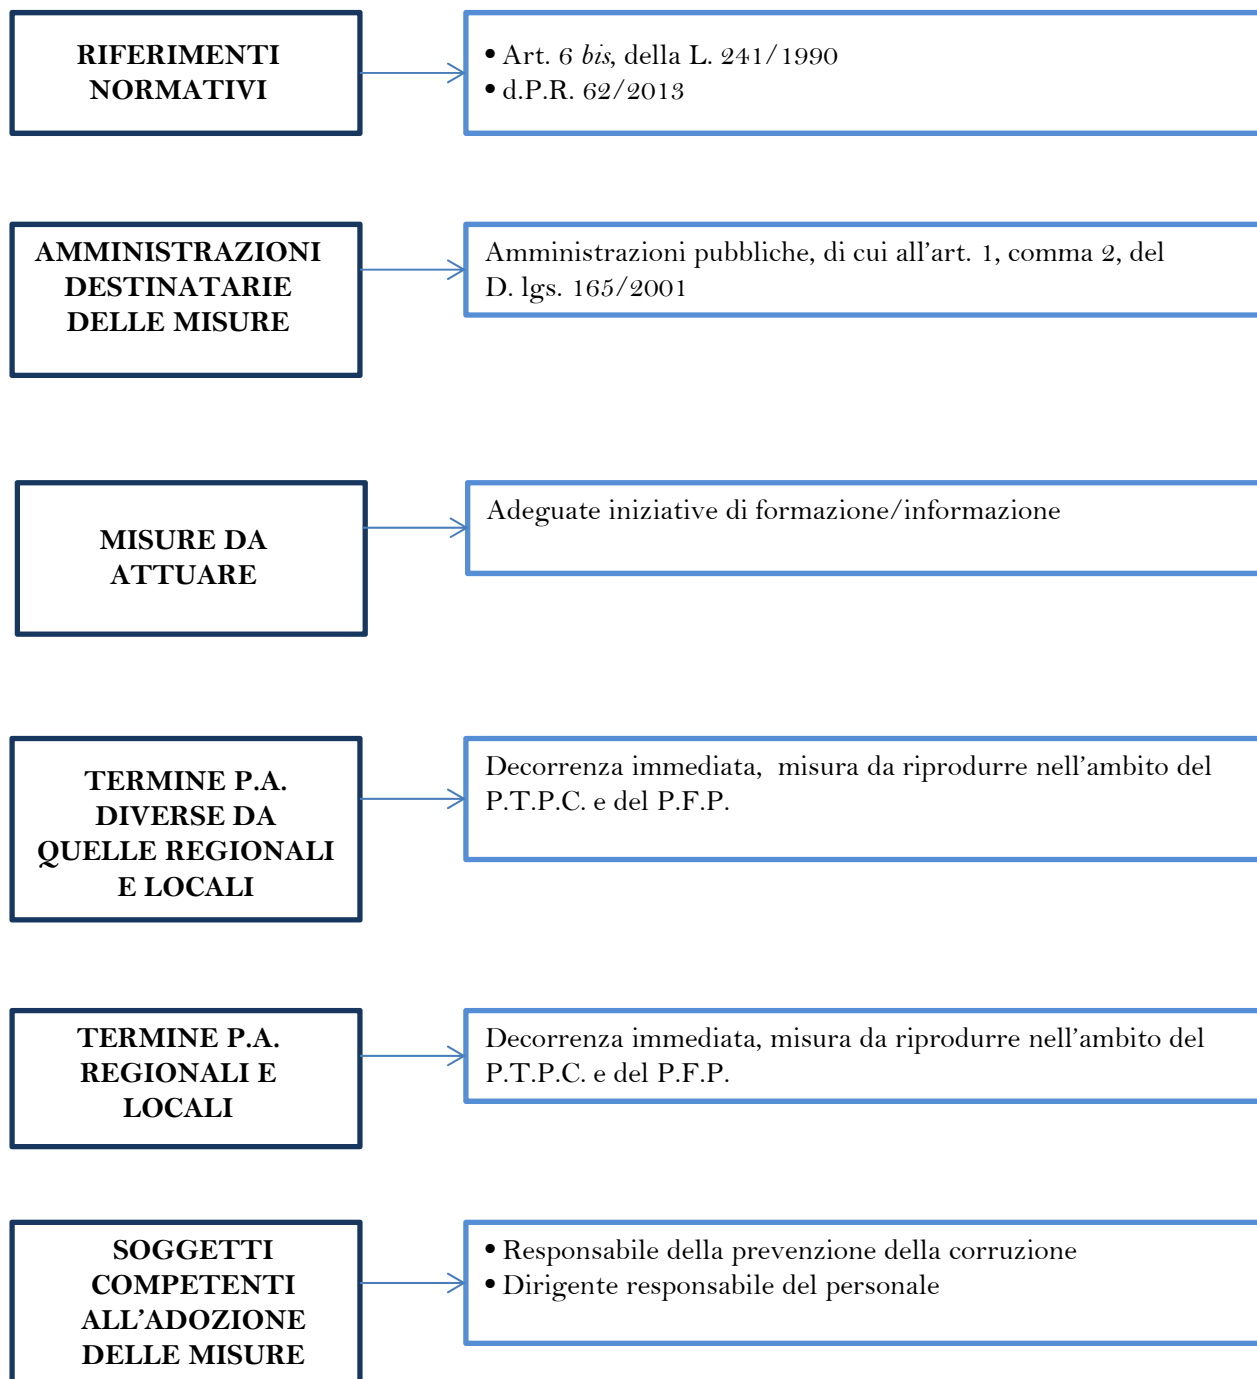 RIFERIMENTI
NORMATIVI
• Art. 6 bis, della L. 241/1990
• d.P.R. 62/2013
AMMINISTRAZIONI
DESTINATARIE
DELLE MISURE
Amministrazioni pubbliche, di cui all’art. 1, comma 2, del
D. lgs. 165/2001
MISURE DA
ATTUARE
Adeguate iniziative di formazione/informazione
TERMINE P.A.
DIVERSE DA
QUELLE REGIONALI
E LOCALI
Decorrenza immediata, misura da riprodurre nell’ambito del
P.T.P.C. e del P.F.P.
TERMINE P.A.
REGIONALI E
LOCALI
Decorrenza immediata, misura da riprodurre nell’ambito del
P.T.P.C. e del P.F.P.
SOGGETTI
COMPETENTI
ALL’ADOZIONE
DELLE MISURE
• Responsabile della prevenzione della corruzione
• Dirigente responsabile del personale